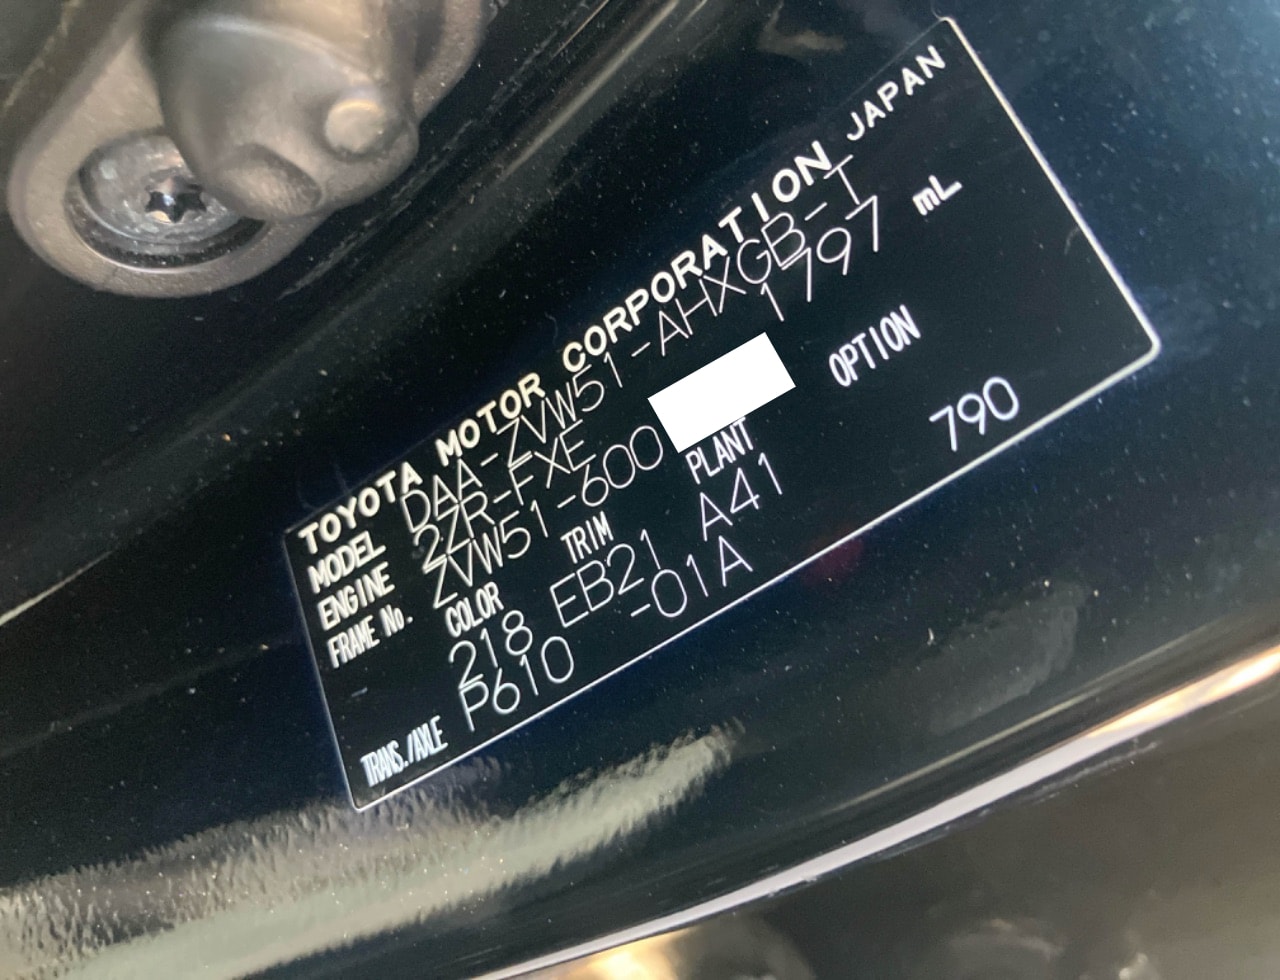 TOYOTA MOTOR CORPORATION JAPAN
MODEL DAA-ZVW51-AHXGB-T
ENGINE 2ZR-FXE 1797 mL
FRAME No. ZVW51-600
COLOR TRIM PLANT OPTION
218 EB21 A41 790
TRANS./AXLE P610 -01A